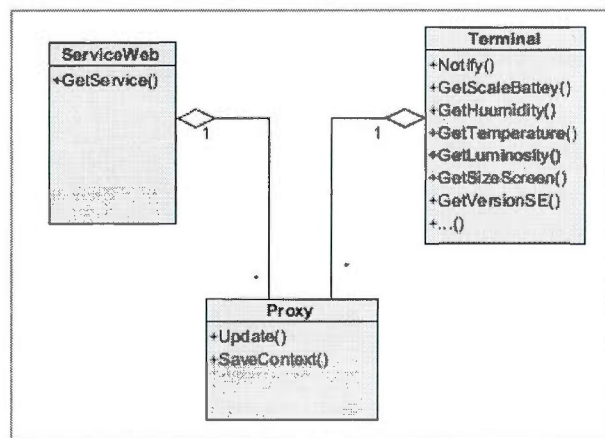 ServiceWeb
+GetService()
1
*
Terminal
+Notify()
+GetScaleBattey()
+GetHuumidity()
+GetTemperature()
+GetLuminosity()
+GetSizeScreen()
+GetVersionSE()
+...()
1
*
Proxy
+Update()
+SaveContext()